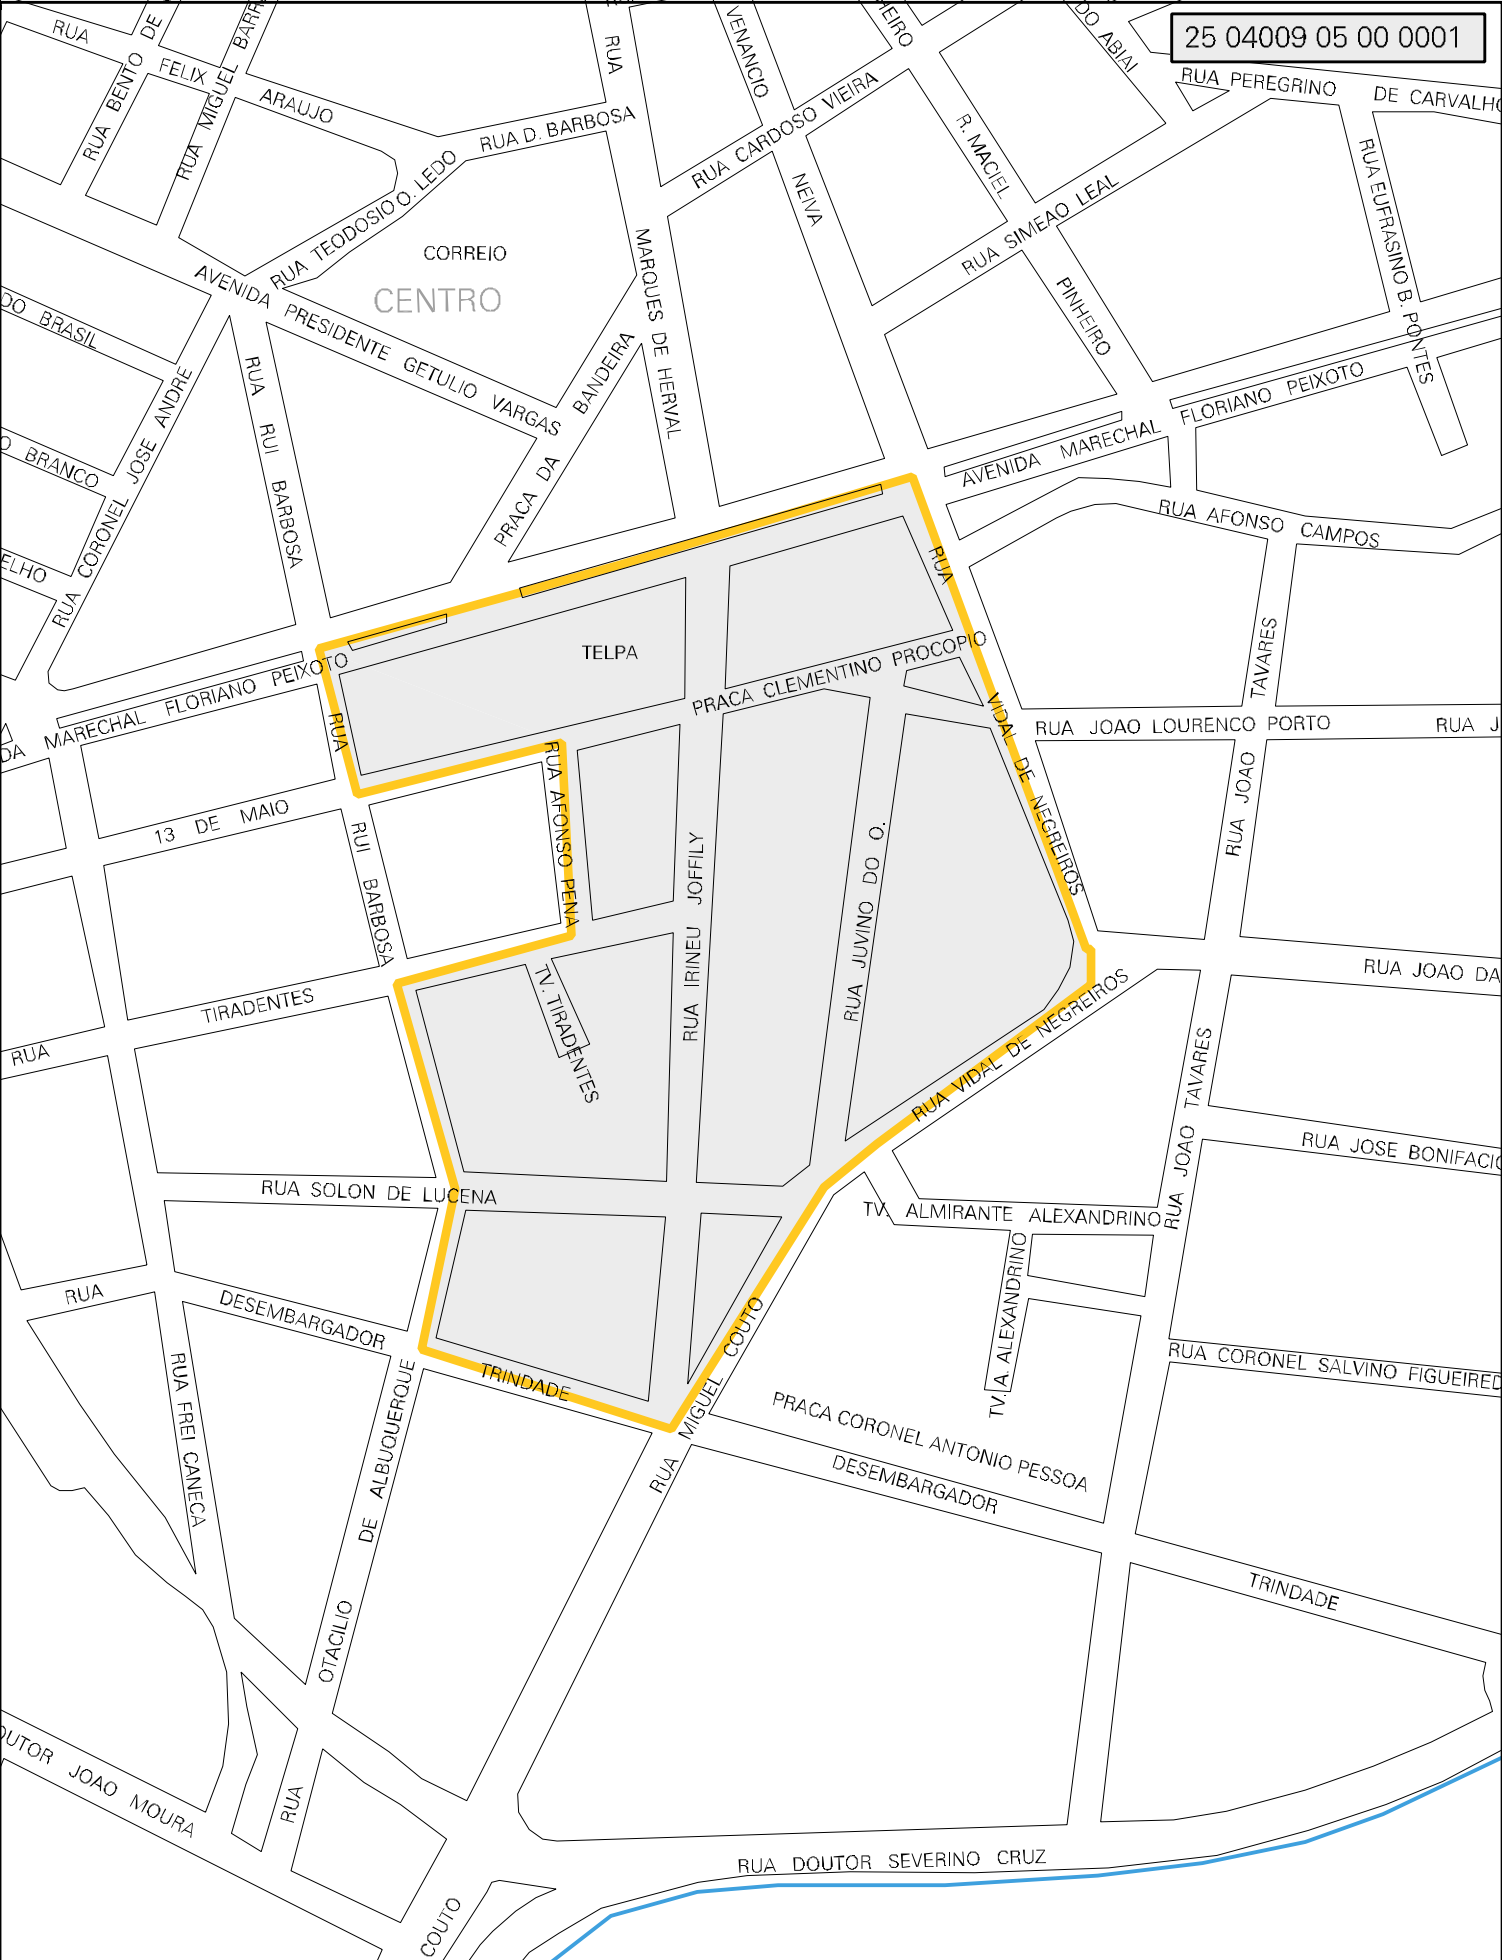 25 04009 05 00 0001
RUA
FELIX
ARAUJO
RUA BENTO DE
RUA MIGUEL BARR
RUA D. BARBOSA
RUA TEODOSIO O. LEDO
RUA
MARQUES DE HERVAL
VENANCIO
NEIVA
RUA CARDOSO VIEIRA
R. MACIEL
PINHEIRO
DO ABIAI
RUA PEREGRINO
DE CARVALHO
RUA EUFRASINO B. PONTES
RUA SIMEAO LEAL
CORREIO
CENTRO
AVENIDA PRESIDENTE GETULIO VARGAS
PRACA DA BANDEIRA
DO BRASIL
O BRANCO
ELHO
RUA CORONEL JOSE ANDRE
RUA RUI BARBOSA
AVENIDA MARECHAL FLORIANO PEIXOTO
RUA AFONSO CAMPOS
DA MARECHAL FLORIANO PEIXOTO
TELPA
PRACA CLEMENTINO PROCOPIO
RUA
VIDAL DE NEGREIROS
RUA JOAO LOURENCO PORTO
RUA J
RUA JOAO TAVARES
13 DE MAIO
RUA
RUI BARBOSA
RUA AFONSO PENA
RUA IRINEU JOFFILY
RUA JUVINO DO O.
RUA JOAO DA
RUA
TIRADENTES
TV. TIRADENTES
RUA VIDAL DE NEGREIROS
RUA JOAO TAVARES
RUA JOSE BONIFACIO
RUA SOLON DE LUCENA
TV. ALMIRANTE ALEXANDRINO
TV. A. ALEXANDRINO
RUA
DESEMBARGADOR
TRINDADE
RUA FREI CANECA
RUA MIGUEL COUTO
PRACA CORONEL ANTONIO PESSOA
DESEMBARGADOR
TRINDADE
RUA CORONEL SALVINO FIGUEIRED
RUA
OTACILIO DE ALBUQUERQUE
OUTOR JOAO MOURA
RUA DOUTOR SEVERINO CRUZ
COUTO